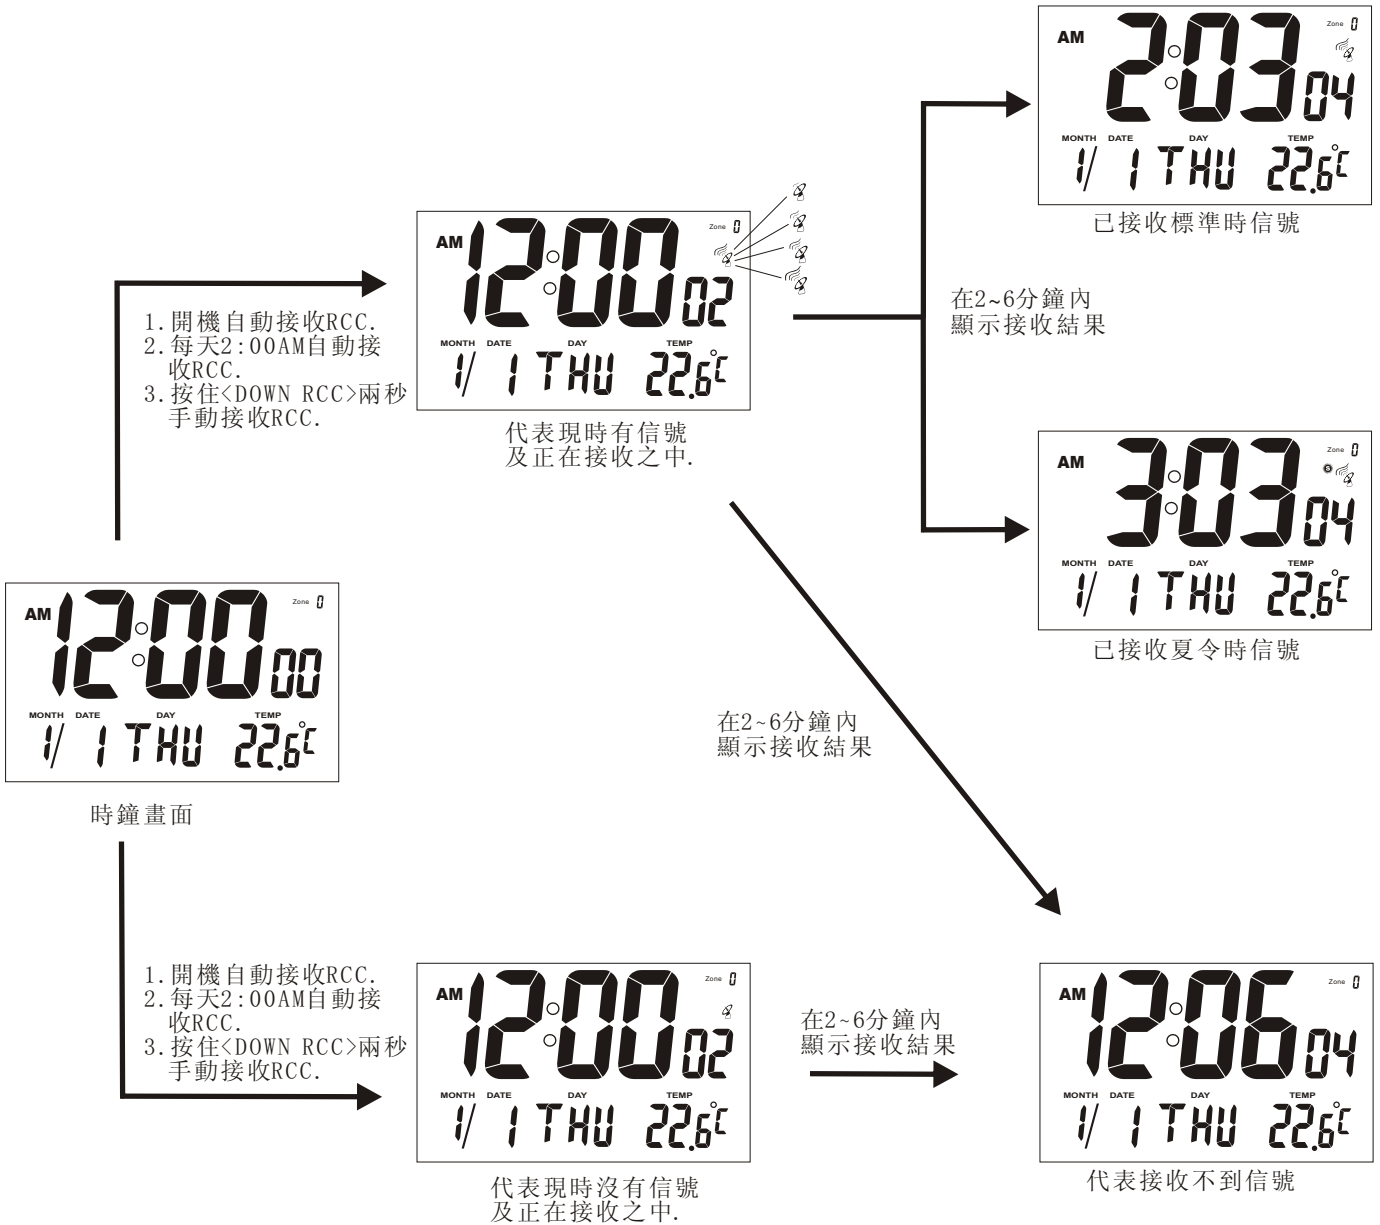 AM 2:03 04
Zone 0
MONTH DATE DAY TEMP
1/ 1 THU 22.6°C
已接收標準時信號
AM 12:00 02
Zone 0
MONTH DATE DAY TEMP
1/ 1 THU 22.6°C
代表現時有信號
及正在接收之中.
1.開機自動接收RCC.
2.每天2:00AM自動接
收RCC.
3.按住<DOWN RCC>兩秒
手動接收RCC.
在2~6分鐘內
顯示接收結果
AM 3:03 04
Zone 0
S
MONTH DATE DAY TEMP
1/ 1 THU 22.6°C
已接收夏令時信號
AM 12:00 00
Zone 0
MONTH DATE DAY TEMP
1/ 1 THU 22.6°C
時鐘畫面
在2~6分鐘內
顯示接收結果
1.開機自動接收RCC.
2.每天2:00AM自動接
收RCC.
3.按住<DOWN RCC>兩秒
手動接收RCC.
AM 12:00 02
Zone 0
MONTH DATE DAY TEMP
1/ 1 THU 22.6°C
代表現時沒有信號
及正在接收之中.
在2~6分鐘內
顯示接收結果
AM 12:06 04
Zone 0
MONTH DATE DAY TEMP
1/ 1 THU 22.6°C
代表接收不到信號